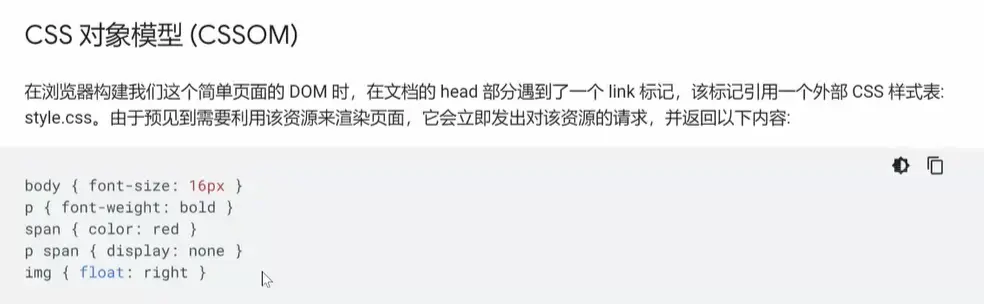 CSS 对象模型 (CSSOM)
在浏览器构建我们这个简单页面的 DOM 时，在文档的 head 部分遇到了一个 link 标记，该标记引用一个外部 CSS 样式表:
style.css。由于预见到需要利用该资源来渲染页面，它会立即发出对该资源的请求，并返回以下内容:
body { font-size: 16px }
p { font-weight: bold }
span { color: red }
p span { display: none }
img { float: right }